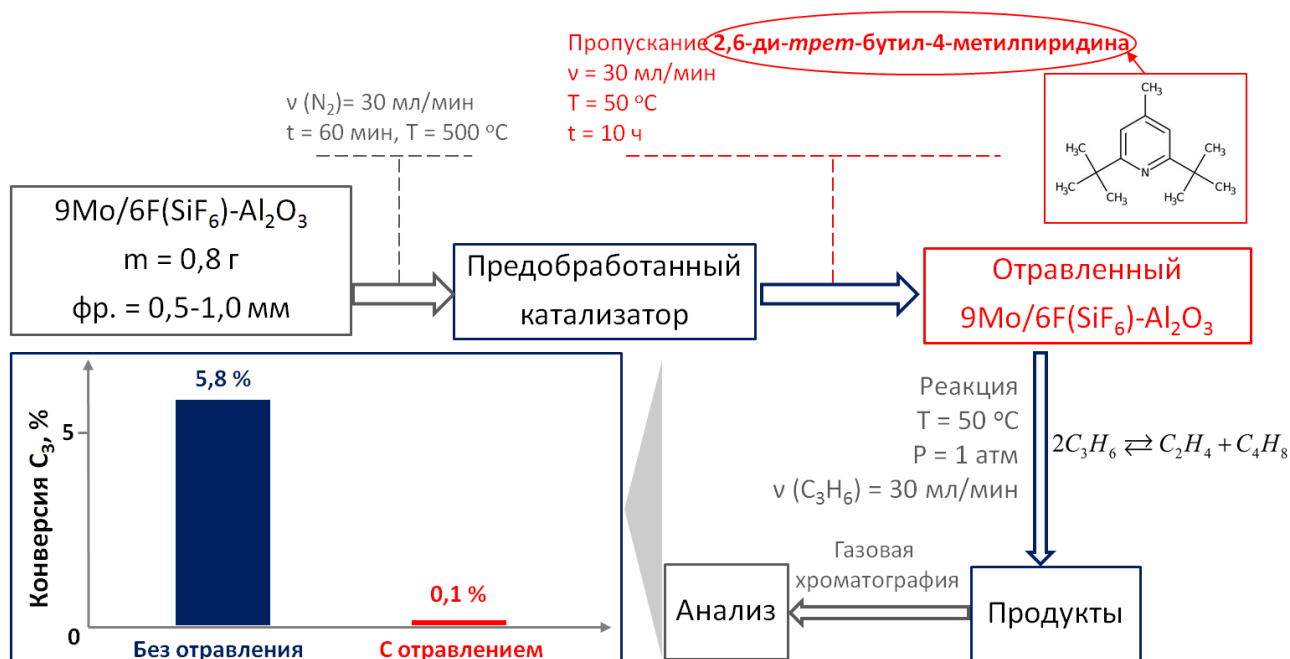 Пропускание 2,6-ди-трет-бутил-4-метилпиридина
ν = 30 мл/мин
T = 50 °C
t = 10 ч
ν (N₂)= 30 мл/мин
t = 60 мин, T = 500 °C
CH₃
H₃C
CH₃
H₃C
CH₃
N
CH₃
H₃C
CH₃
9Mo/6F(SiF₆)-Al₂O₃
m = 0,8 г
фр. = 0,5-1,0 мм
Предобработанный
катализатор
Отравленный
9Mo/6F(SiF₆)-Al₂O₃
Реакция
T = 50 °C
P = 1 атм
ν (C₃H₆) = 30 мл/мин
2C₃H₆ ⇄ C₂H₄ + C₄H₈
Газовая
хроматография
Продукты
Анализ
Конверсия C₃, %
5
0
5,8 %
0,1 %
Без отравления
С отравлением